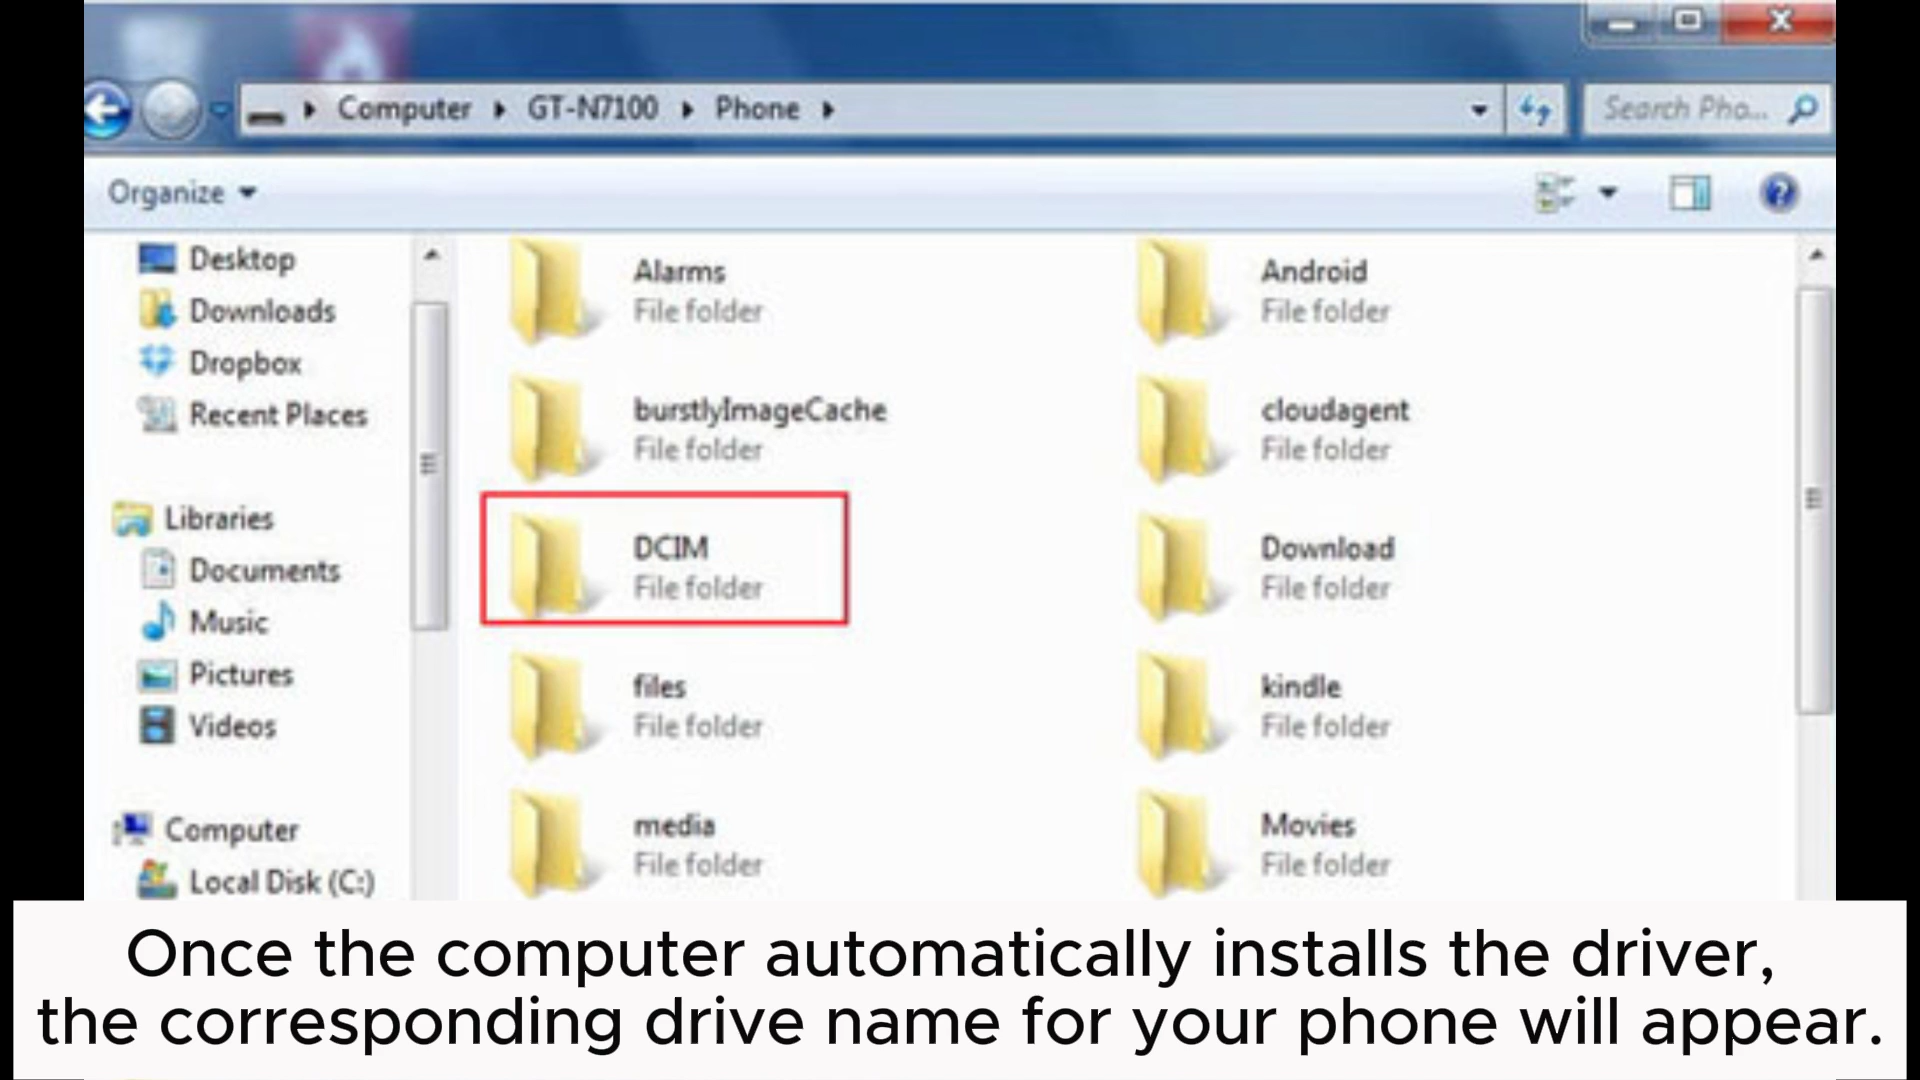 Computer GT-N7100 Phone
Search Pho...
Organize
Desktop
Downloads
Dropbox
Recent Places
Libraries
Documents
Music
Pictures
Videos
Computer
Local Disk (C:)
Alarms
File folder
Android
File folder
burstlyImageCache
File folder
cloudagent
File folder
DCIM
File folder
Download
File folder
files
File folder
kindle
File folder
media
File folder
Movies
File folder
Once the computer automatically installs the driver,
the corresponding drive name for your phone will appear.